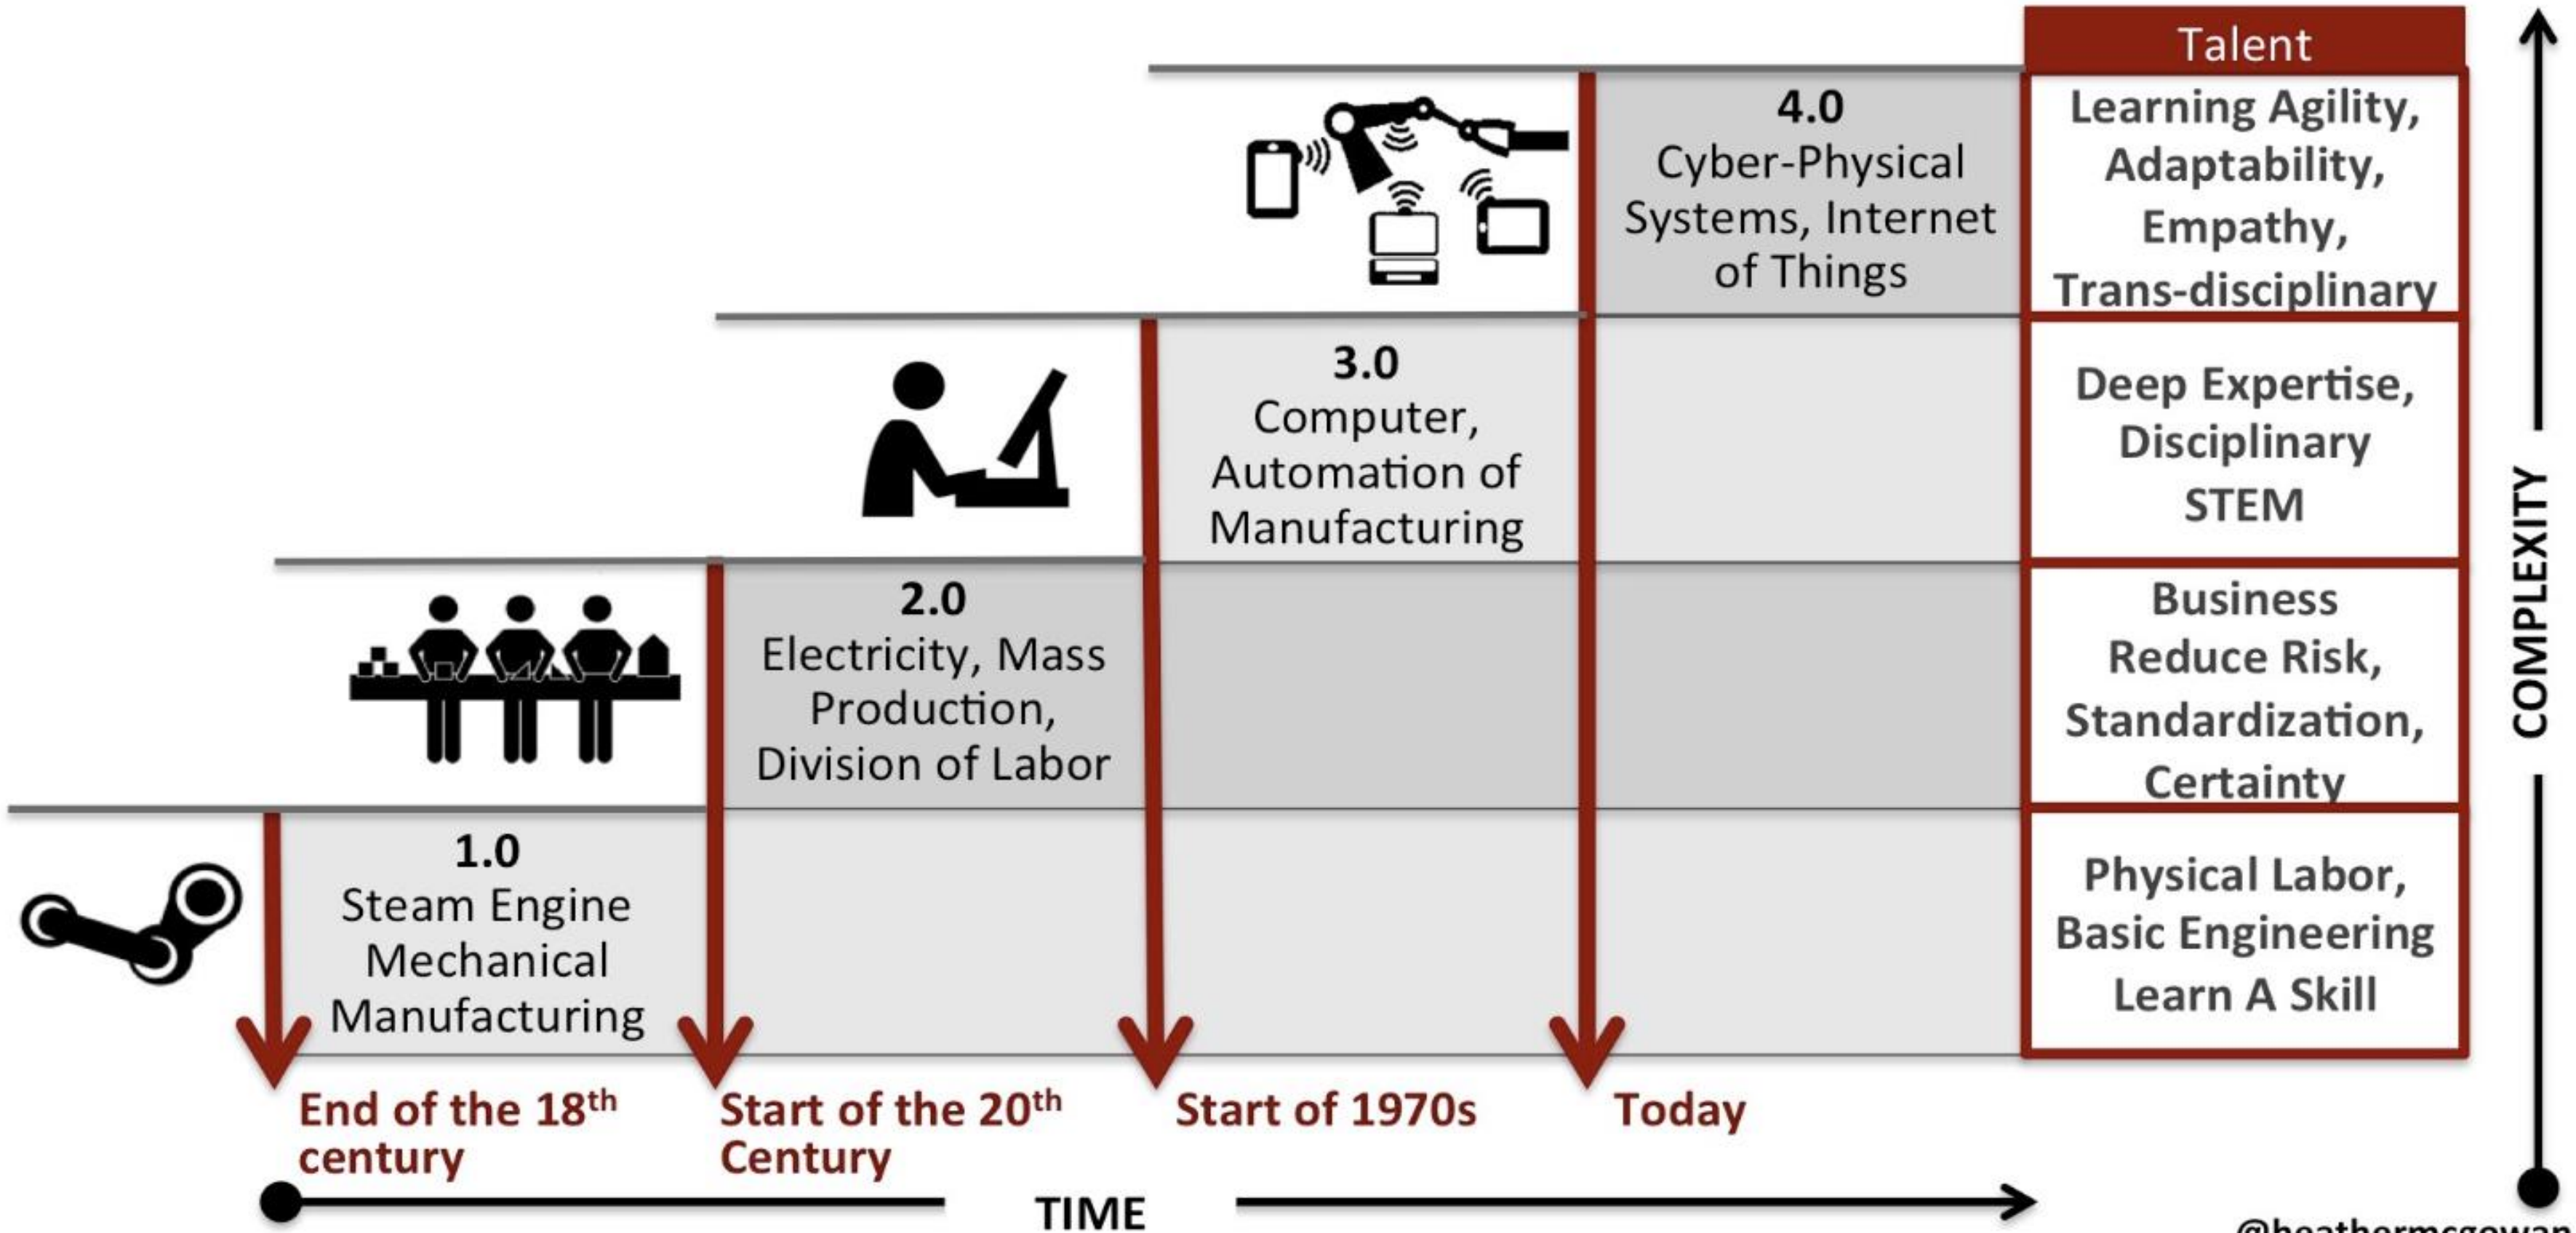 Talent
4.0
Cyber-Physical
Systems, Internet
of Things
Learning Agility,
Adaptability,
Empathy,
Trans-disciplinary
3.0
Computer,
Automation of
Manufacturing
Deep Expertise,
Disciplinary
STEM
2.0
Electricity, Mass
Production,
Division of Labor
Business
Reduce Risk,
Standardization,
Certainty
1.0
Steam Engine
Mechanical
Manufacturing
Physical Labor,
Basic Engineering
Learn A Skill
COMPLEXITY
End of the 18th
century
Start of the 20th
Century
Start of 1970s
Today
TIME
@heathermcgowan